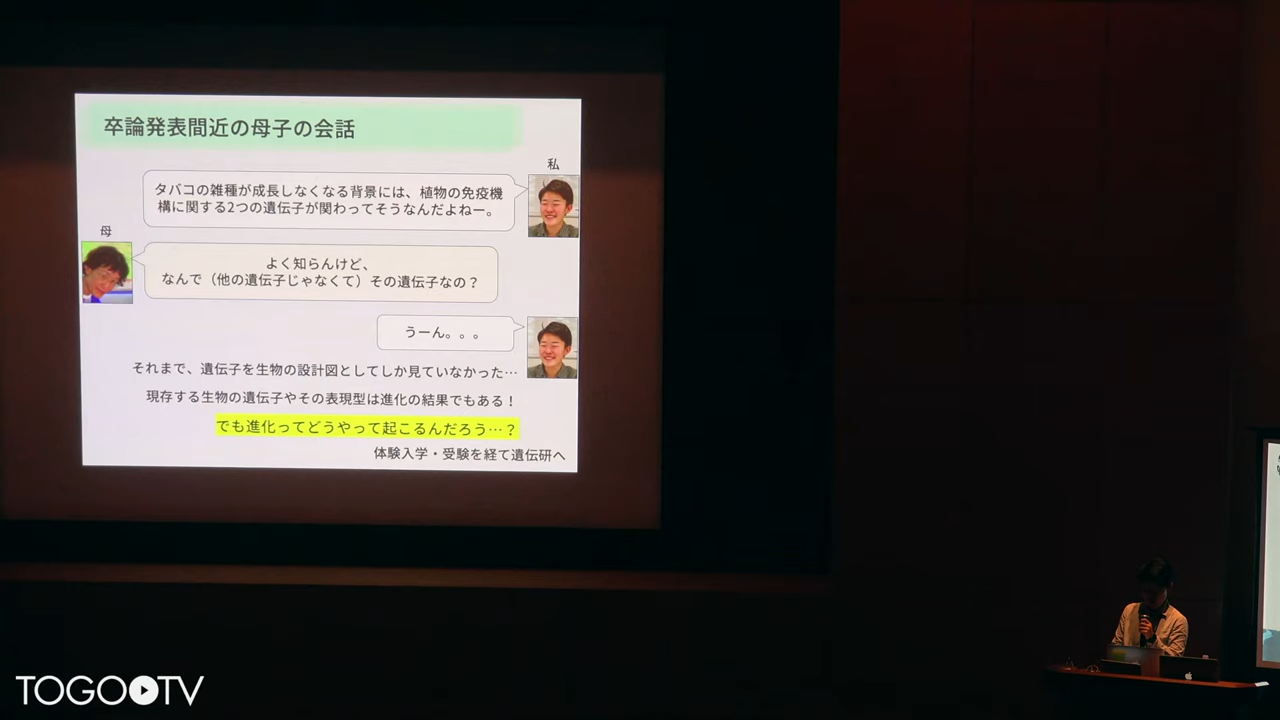 卒論発表間近の母子の会話
私
タバコの雑種が成長しなくなる背景には、植物の免疫機
構に関する2つの遺伝子が関わってそうなんだよねー。
母
よく知らんけど、
なんで（他の遺伝子じゃなくて）その遺伝子なの？
うーん。。。
それまで、遺伝子を生物の設計図としてしか見ていなかった…
現存する生物の遺伝子やその表現型は進化の結果でもある！
でも進化ってどうやって起こるんだろう…？
体験入学・受験を経て遺伝研へ
TOGOTV